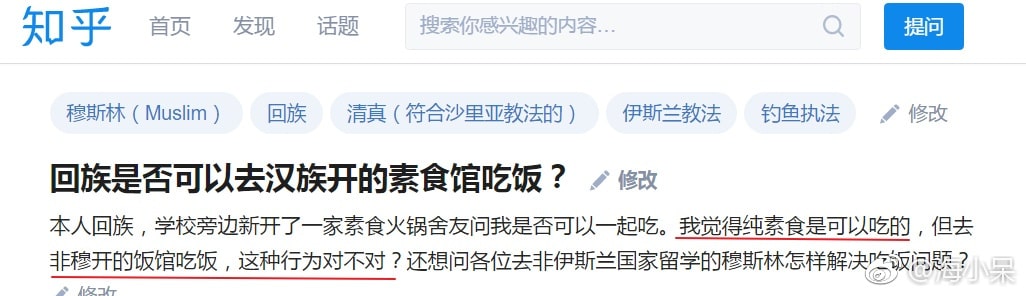 知乎 首页 发现 话题 搜索你感兴趣的内容… 提问
穆斯林（Muslim） 回族 清真（符合沙里亚教法的） 伊斯兰教法 钓鱼执法 修改
回族是否可以去汉族开的素食馆吃饭？ 修改
本人回族，学校旁边新开了一家素食火锅舍友问我是否可以一起吃。我觉得纯素食是可以吃的，但去
非穆开的饭馆吃饭，这种行为对不对？还想问各位去非伊斯兰国家留学的穆斯林怎样解决吃饭问题？
修改
@海小呆